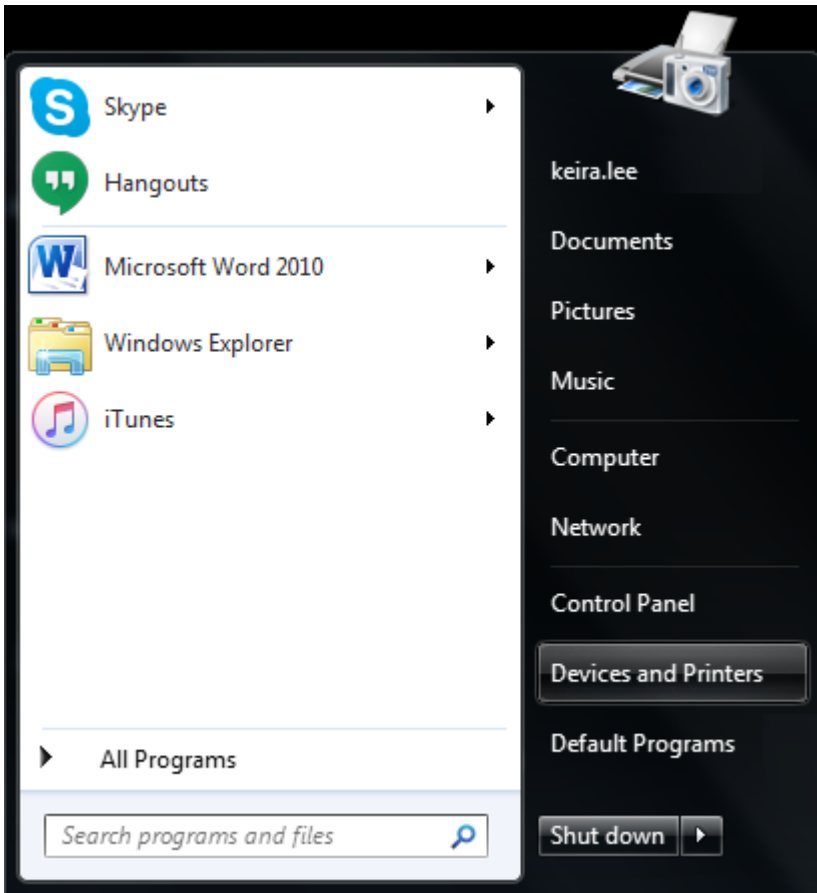 Skype
Hangouts
Microsoft Word 2010
Windows Explorer
iTunes
All Programs
Search programs and files
keira.lee
Documents
Pictures
Music
Computer
Network
Control Panel
Devices and Printers
Default Programs
Shut down